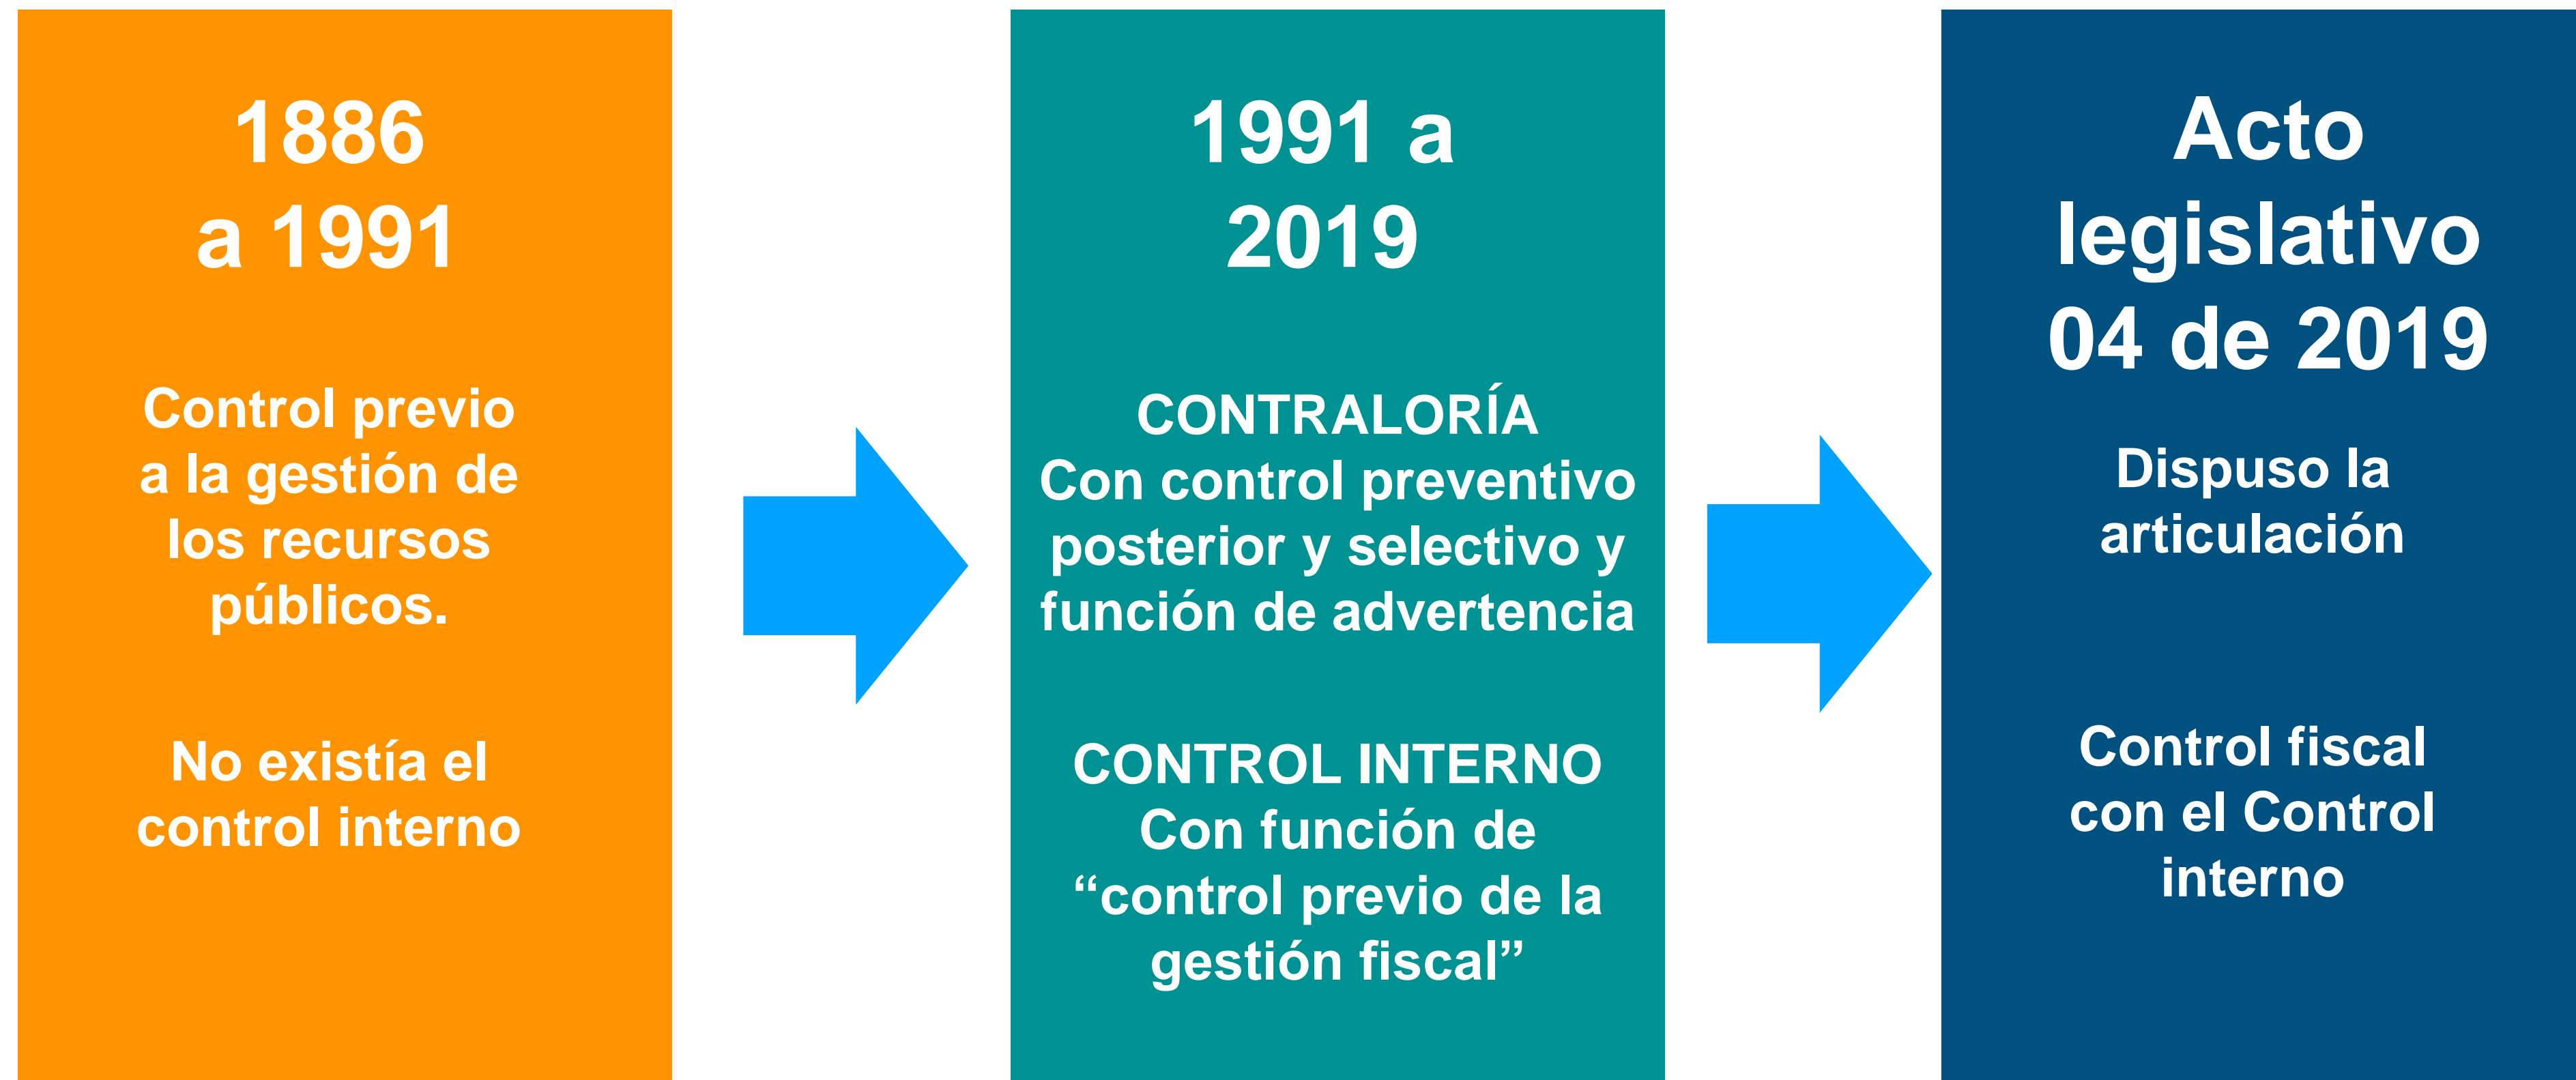 1886
a 1991
Control previo
a la gestión de
los recursos
públicos.
No existía el
control interno
1991 a
2019
CONTRALORÍA
Con control preventivo
posterior y selectivo y
función de advertencia
CONTROL INTERNO
Con función de
“control previo de la
gestión fiscal”
Acto
legislativo
04 de 2019
Dispuso la
articulación
Control fiscal
con el Control
interno